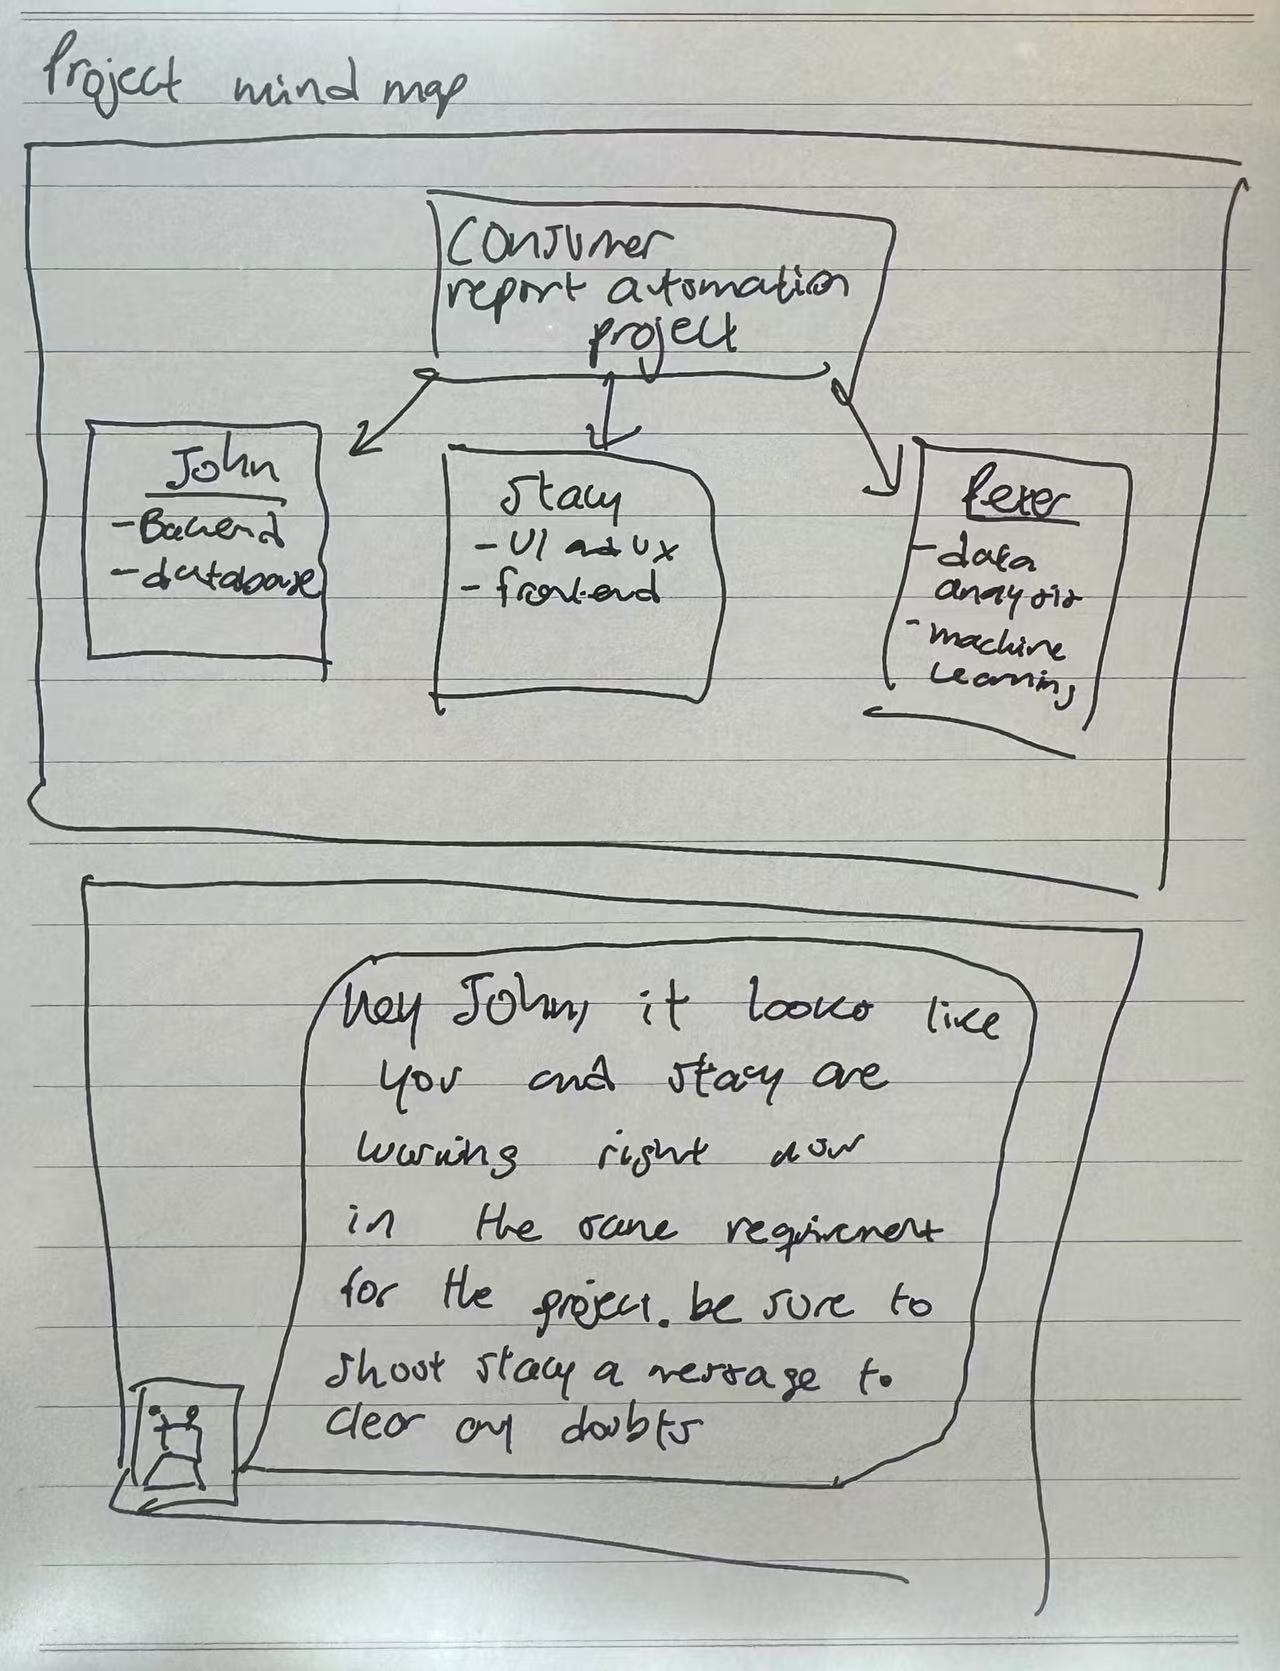 Project mind map
Consumer
report automation
project
John
- Backend
- database
Stacy
- UI and UX
- frontend
Peter
- data
analysis
- machine
Learning
Hey John, it looks like
you and stacy are
working right now
in the same requirement
for the project. be sure to
shoot stacy a message to
clear any doubts